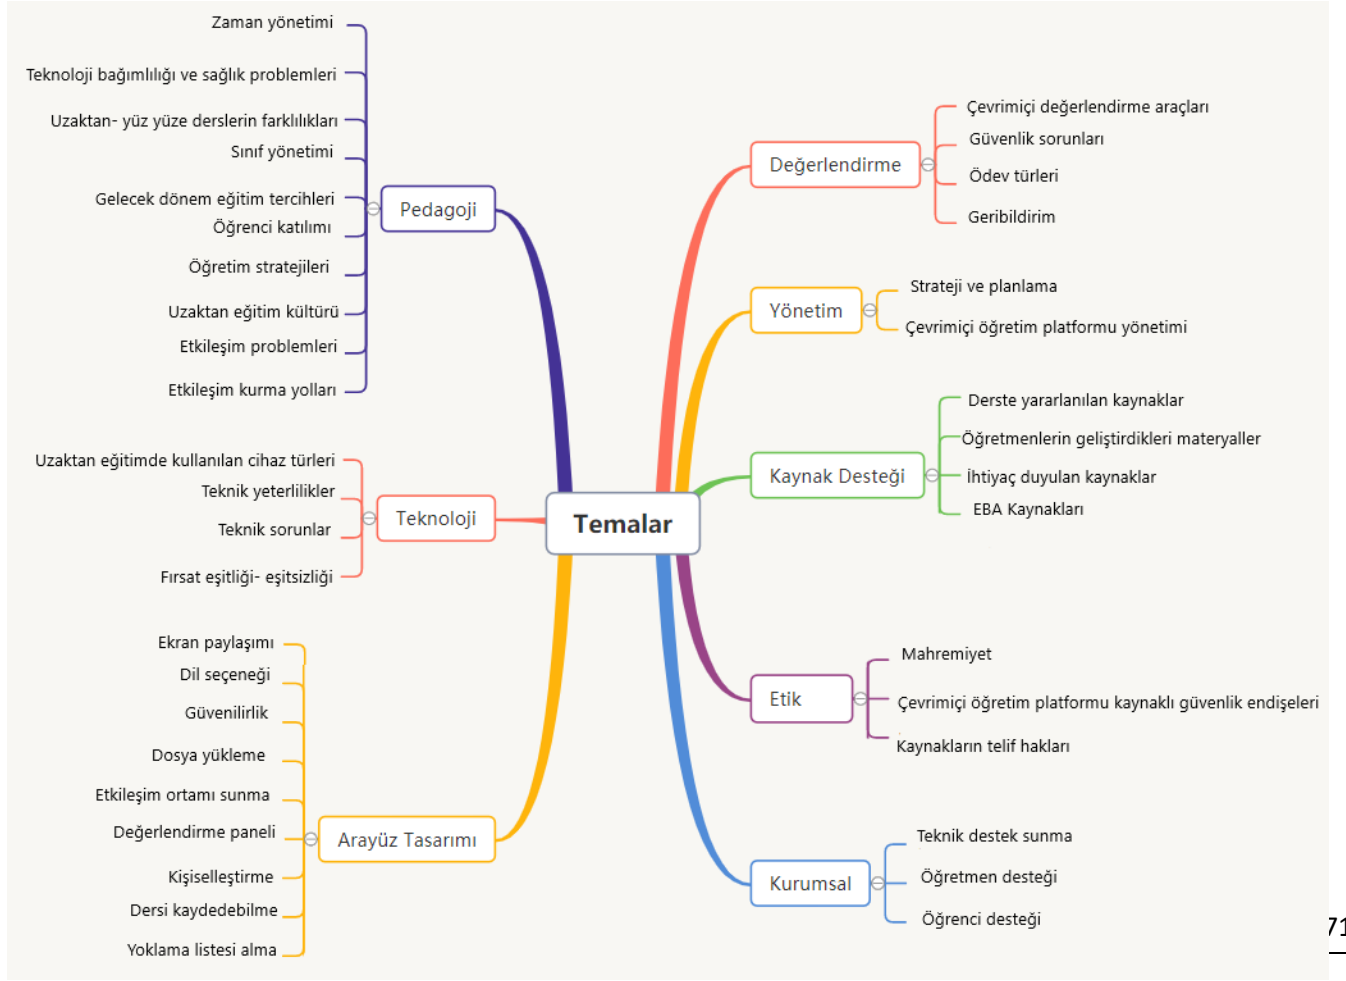 Temalar
Pedagoji
Zaman yönetimi
Teknoloji bağımlılığı ve sağlık problemleri
Uzaktan- yüz yüze derslerin farklılıkları
Sınıf yönetimi
Gelecek dönem eğitim tercihleri
Öğrenci katılımı
Öğretim stratejileri
Uzaktan eğitim kültürü
Etkileşim problemleri
Etkileşim kurma yolları
Teknoloji
Uzaktan eğitimde kullanılan cihaz türleri
Teknik yeterlilikler
Teknik sorunlar
Fırsat eşitliği- eşitsizliği
Arayüz Tasarımı
Ekran paylaşımı
Dil seçeneği
Güvenilirlik
Dosya yükleme
Etkileşim ortamı sunma
Değerlendirme paneli
Kişiselleştirme
Dersi kaydedebilme
Yoklama listesi alma
Değerlendirme
Çevrimiçi değerlendirme araçları
Güvenlik sorunları
Ödev türleri
Geribildirim
Yönetim
Strateji ve planlama
Çevrimiçi öğretim platformu yönetimi
Kaynak Desteği
Derste yararlanılan kaynaklar
Öğretmenlerin geliştirdikleri materyaller
İhtiyaç duyulan kaynaklar
EBA Kaynakları
Etik
Mahremiyet
Çevrimiçi öğretim platformu kaynaklı güvenlik endişeleri
Kaynakların telif hakları
Kurumsal
Teknik destek sunma
Öğretmen desteği
Öğrenci desteği